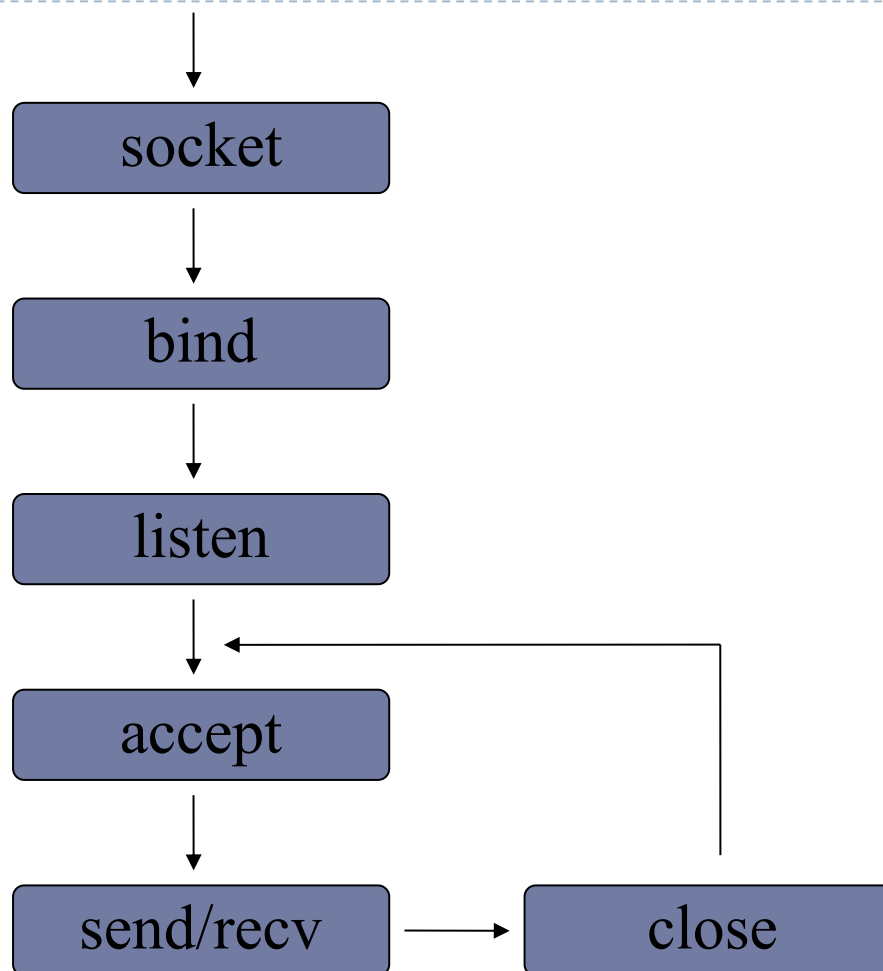 socket
bind
listen
accept
send/recv
close